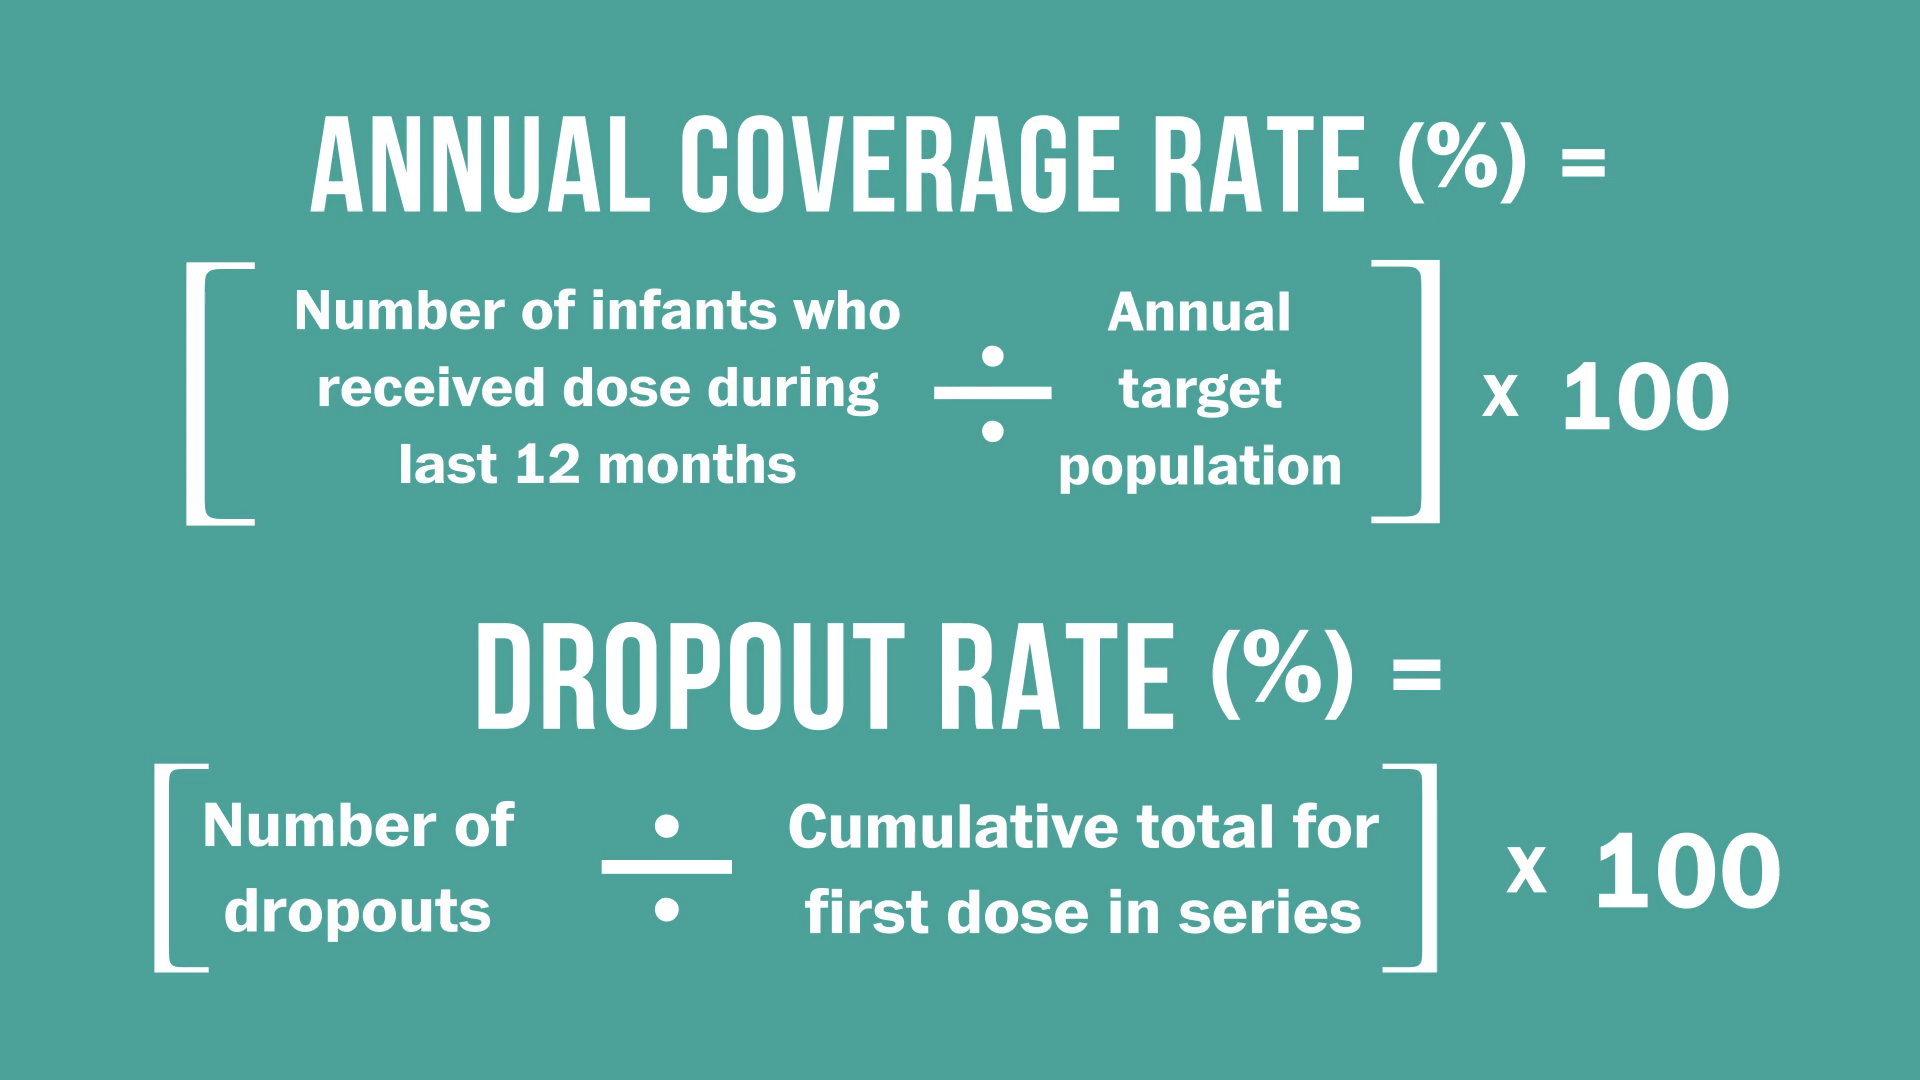 ANNUAL COVERAGE RATE (%) =
[ Number of infants who received dose during last 12 months ÷ Annual target population ] x 100
DROPOUT RATE (%) =
[ Number of dropouts ÷ Cumulative total for first dose in series ] x 100